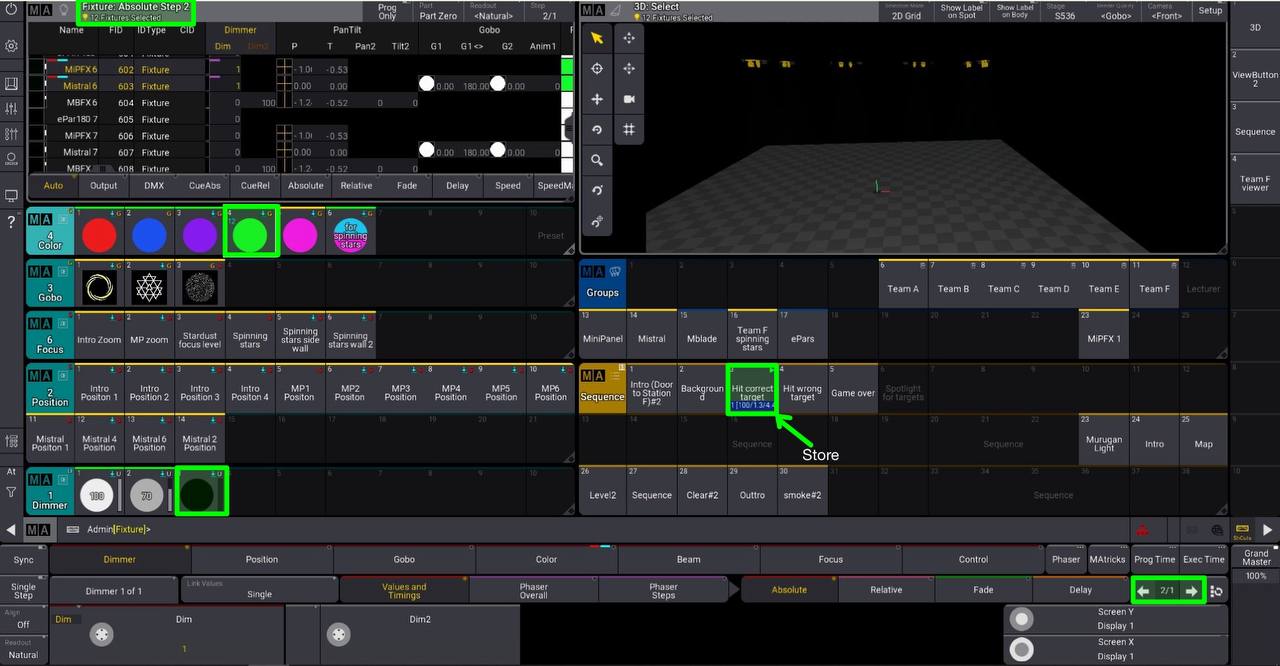 MA
Fixture: Absolute Step 2
12 Fixtures Selected
Prog Only
Part
Part Zero
Readout
<Natural>
Step
2/1
Name FID IDType CID
Dimmer
PanTilt
Gobo
Dim Dim2 P T Pan2 Tilt2 G1 G1<> G2 Anim1
MiPFX 6 602 Fixture 1 -0.53
Mistral 6 603 Fixture 1 0.00 0.00 0.00 180.00 0.00 0.00
MBFX 6 604 Fixture 0 100 -0.52 0 0
ePar180 7 605 Fixture 0
MiPFX 7 606 Fixture 0 -0.53
Mistral 7 607 Fixture 0 0.00 0.00 0.00 180.00 0.00 0.00
MBFX 608 Fixture 0 100
Auto Output DMX CueAbs CueRel Absolute Relative Fade Delay Speed SpeedMa
MA
3D: Select
12 Fixtures Selected
Selection Mode
2D Grid
Show Label on Spot
Show Label on Body
Stage
S536
Render Quality
<Gobo>
Camera
<Front>
Setup
3D
2
ViewButton 2
3
Sequence
4
Team F viewer
MA
4
Color
for spinning stars
Preset
MA
3
Gobo
MA
6
Focus
Intro Zoom
MP zoom
Stardust focus level
Spinning stars
Spinning stars side wall
Spinning stars wall 2
MA
2
Position
Intro Positon 1
Intro Position 2
Intro Position 3
Intro Position 4
MP1 Positon
MP2 Position
MP3 Position
MP4 Position
MP5 Position
MP6 Position
Mistral Positon 1
Mistral 4 Position
Mistral 6 Position
Mistral 2 Position
MA
1
Dimmer
100
70
MA
Groups
Team A
Team B
Team C
Team D
Team E
Team F
Lecturer
MiniPanel
Mistral
Mblade
Team F spinning stars
ePars
MiPFX 1
MA
Sequence
Intro (Door to Station F)#2
Background
Hit correct target
Hit wrong target
Game over
Spotlight for targets
Store
Sequence
Sequence
Murugan Light
Intro
Map
Level2
Sequence
Clear#2
Outtro
smoke#2
Sequence
MA
Admin[Fixture]>
At
ShCuts
Sync Dimmer Position Gobo Color Beam Focus Control Phaser MAtricks Prog Time Exec Time
Grand Master
100%
Single Step
Dimmer 1 of 1
Link Values
Single
Values and Timings
Phaser Overall
Phaser Steps
Absolute
Relative
Fade
Delay
2/1
Align
Off
Readout
Natural
Dim
Dim
1
Dim2
Screen Y
Display 1
Screen X
Display 1